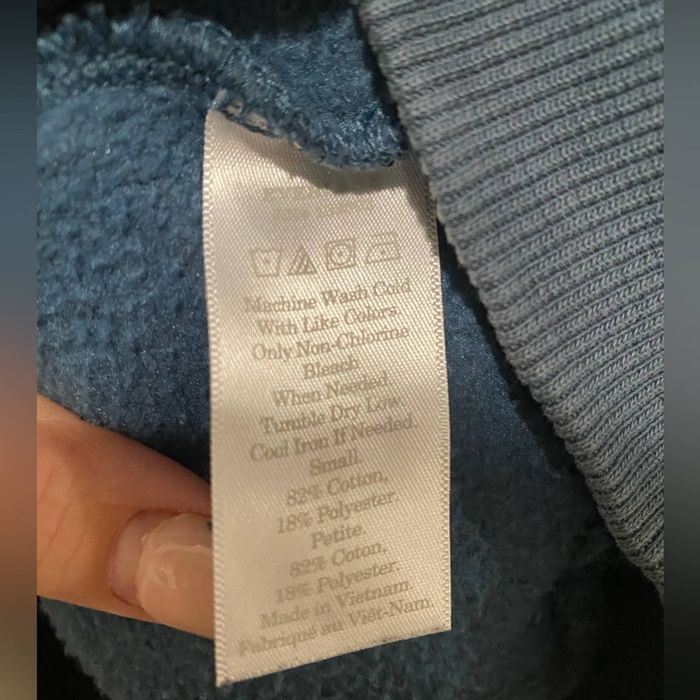 Machine Wash Cold
With Like Colors.
Only Non-Chlorine
Bleach
When Needed.
Tumble Dry Low.
Cool Iron If Needed.
Small.
82% Cotton,
18% Polyester.
Petite.
82% Coton,
18% Polyester.
Made in Vietnam.
Fabriqué au Viêt-Nam.